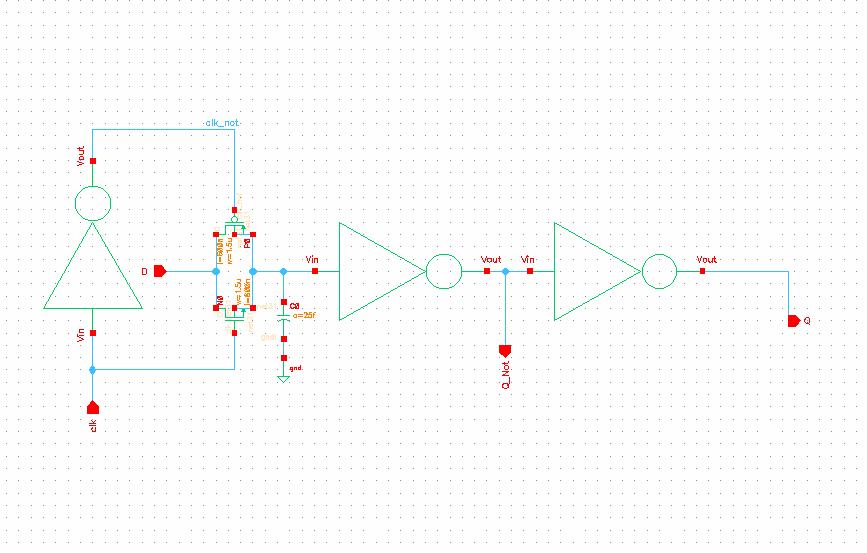 clk_not
Vout
P0
l=600n
w=1.5u
D
Vin
Vout
Vin
Vout
N0
w=1.5u
l=600n
C0
c=25f
Q
Vin
gnd
Q_Not
clk